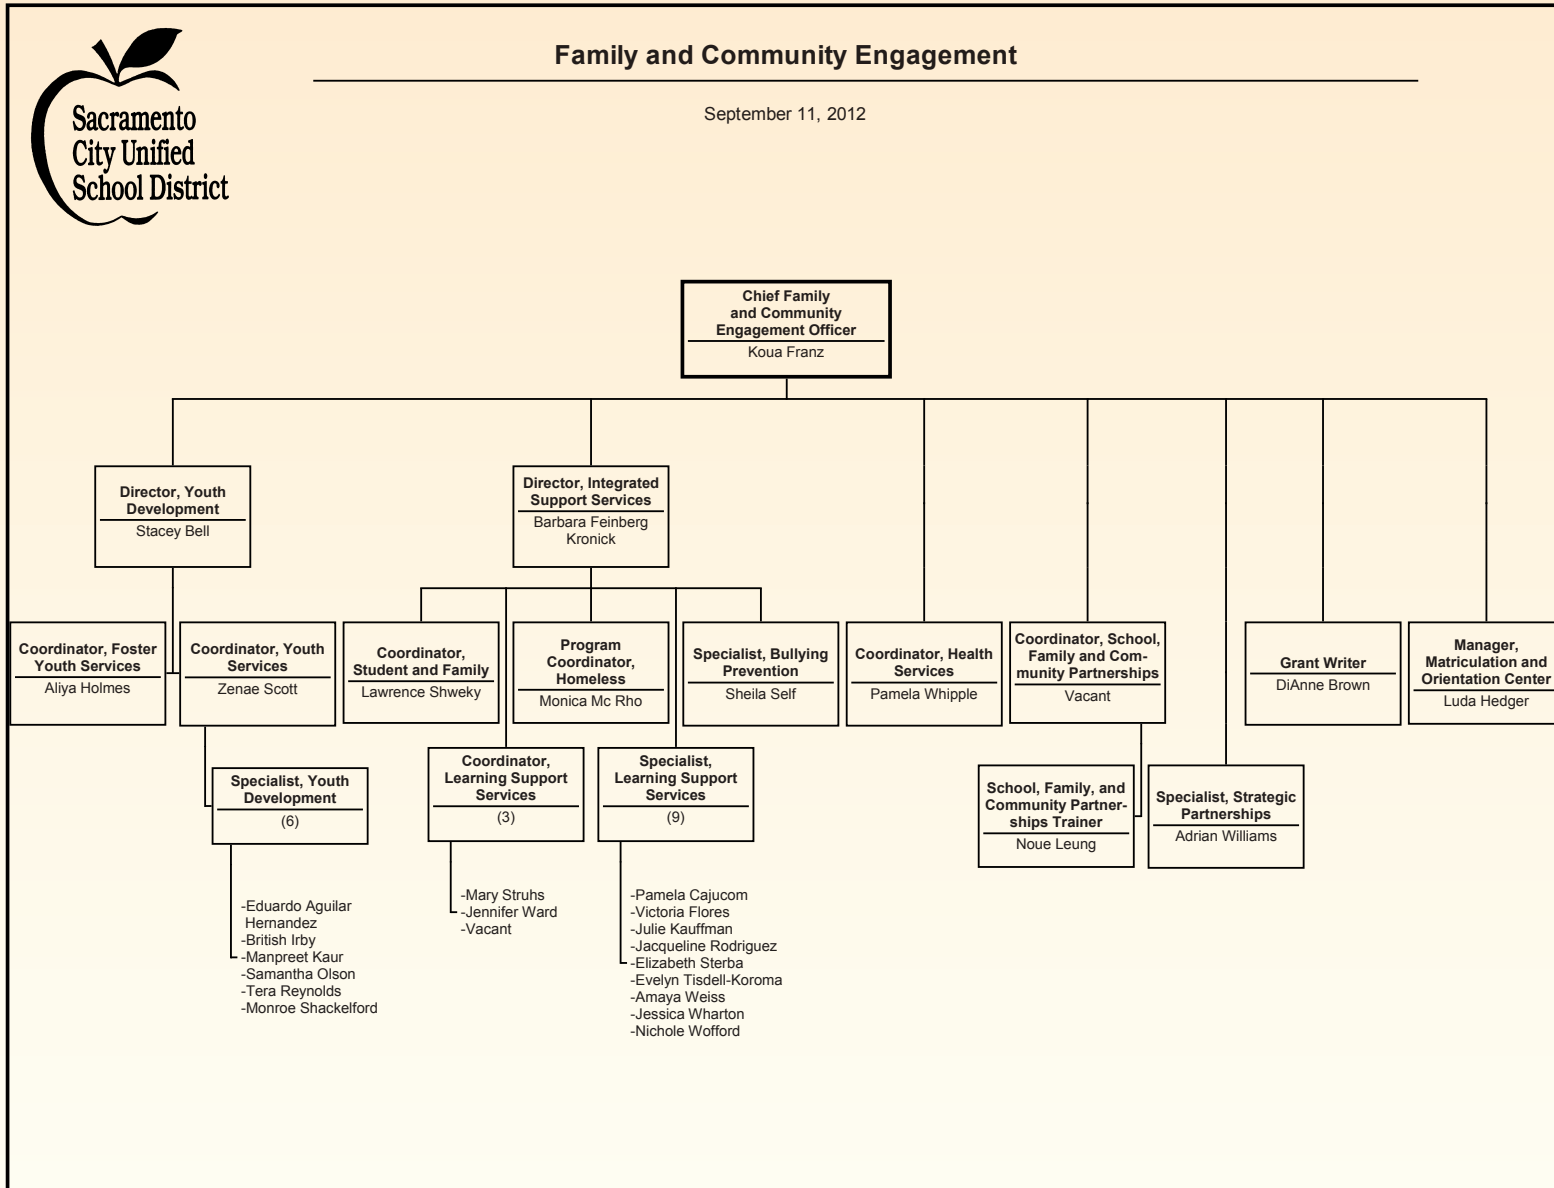 Sacramento
City Unified
School District
Family and Community Engagement
September 11, 2012
Chief Family
and Community
Engagement Officer
Koua Franz
Director, Youth
Development
Stacey Bell
Director, Integrated
Support Services
Barbara Feinberg
Kronick
Coordinator, Foster
Youth Services
Aliya Holmes
Coordinator, Youth
Services
Zenae Scott
Coordinator,
Student and Family
Lawrence Shweky
Program
Coordinator,
Homeless
Monica Mc Rho
Specialist, Bullying
Prevention
Sheila Self
Coordinator, Health
Services
Pamela Whipple
Coordinator, School,
Family and Com-
munity Partnerships
Vacant
Grant Writer
DiAnne Brown
Manager,
Matriculation and
Orientation Center
Luda Hedger
Specialist, Youth
Development
(6)
Coordinator,
Learning Support
Services
(3)
Specialist,
Learning Support
Services
(9)
School, Family, and
Community Partner-
ships Trainer
Noue Leung
Specialist, Strategic
Partnerships
Adrian Williams
-Eduardo Aguilar
Hernandez
-British Irby
-Manpreet Kaur
-Samantha Olson
-Tera Reynolds
-Monroe Shackelford
-Mary Struhs
-Jennifer Ward
-Vacant
-Pamela Cajucom
-Victoria Flores
-Julie Kauffman
-Jacqueline Rodriguez
-Elizabeth Sterba
-Evelyn Tisdell-Koroma
-Amaya Weiss
-Jessica Wharton
-Nichole Wofford